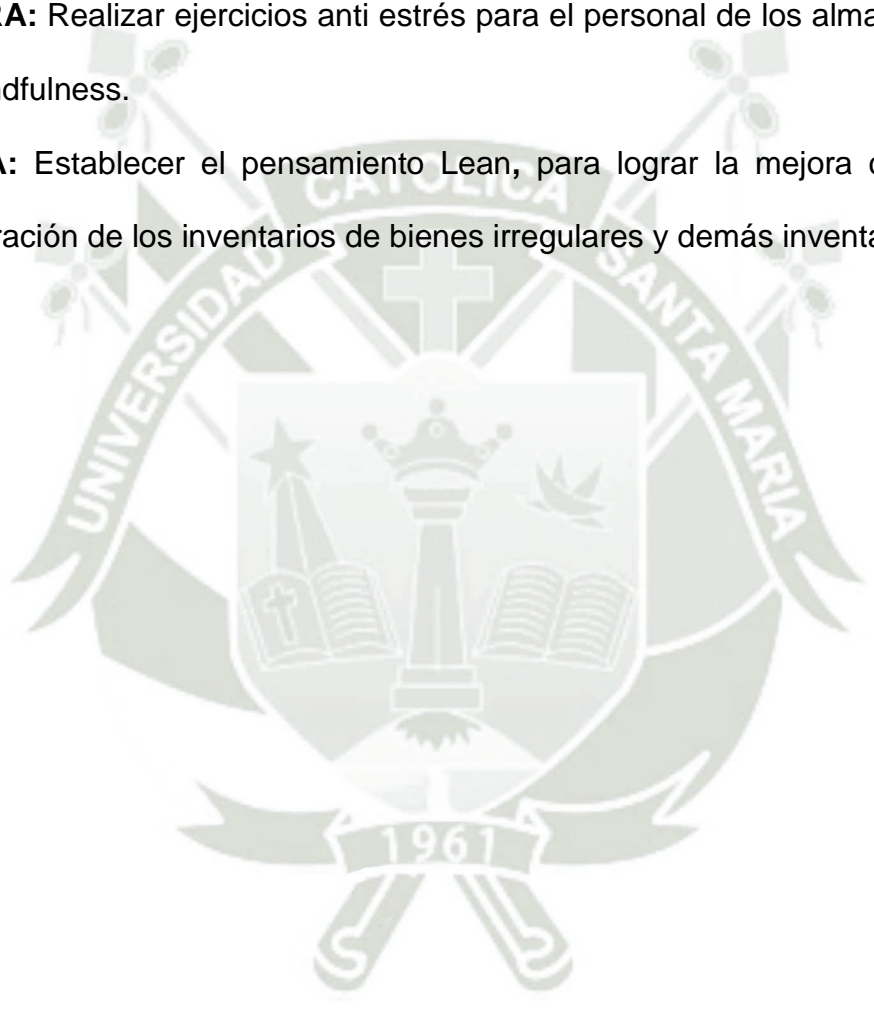 RA: Realizar ejercicios anti estrés para el personal de los alma
ndfulness.
A: Establecer el pensamiento Lean, para lograr la mejora c
ración de los inventarios de bienes irregulares y demás inventa
UNIVERSIDAD CATOLICA SANTA MARIA
1961